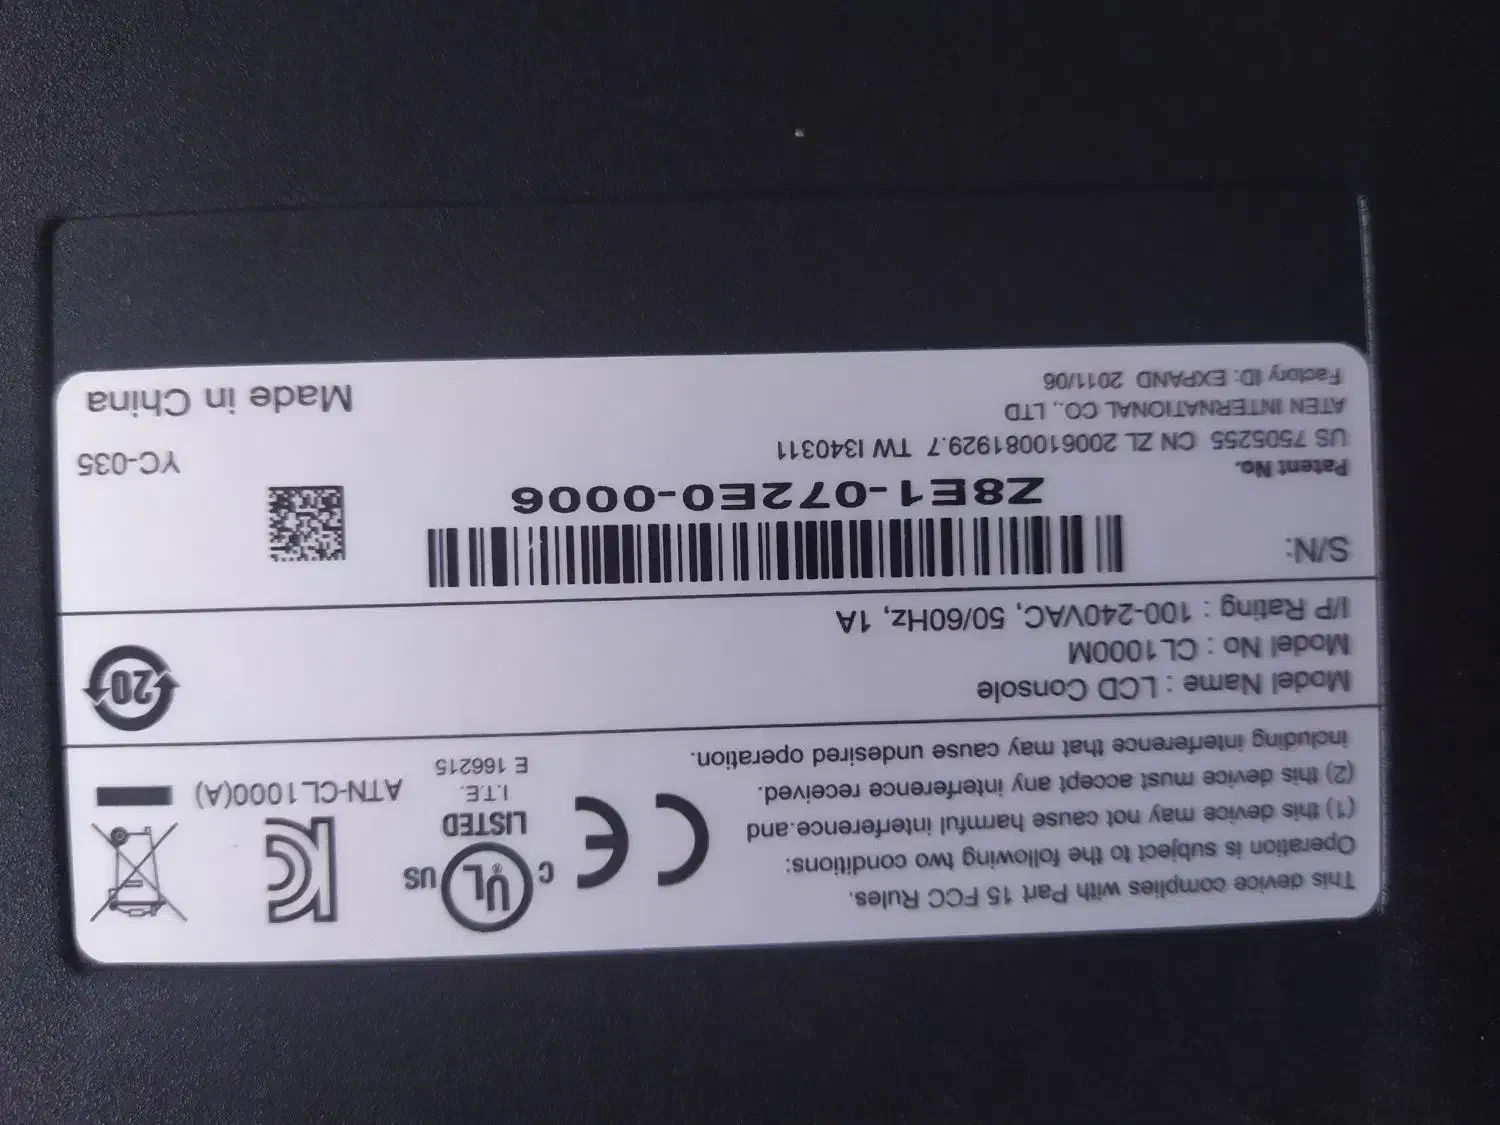 This device complies with Part 15 FCC Rules.
Operation is subject to the following two conditions:
(1) this device may not cause harmful interference.and
(2) this device must accept any interference received.
including interference that may cause undesired operation.
CE
C UL® US
LISTED
I.T.E.
E 166215
ATN-CL1000(A)
Model Name : LCD Console
Model No : CL1000M
I/P Rating : 100-240VAC, 50/60Hz, 1A
20
S/N:
Z8E1-072E0-0006
Patent No.
US 7505255 CN ZL 200610081929.7 TW I340311
ATEN INTERNATIONAL CO., LTD
Factory ID: EXPAND 2011/06
YC-035
Made in China